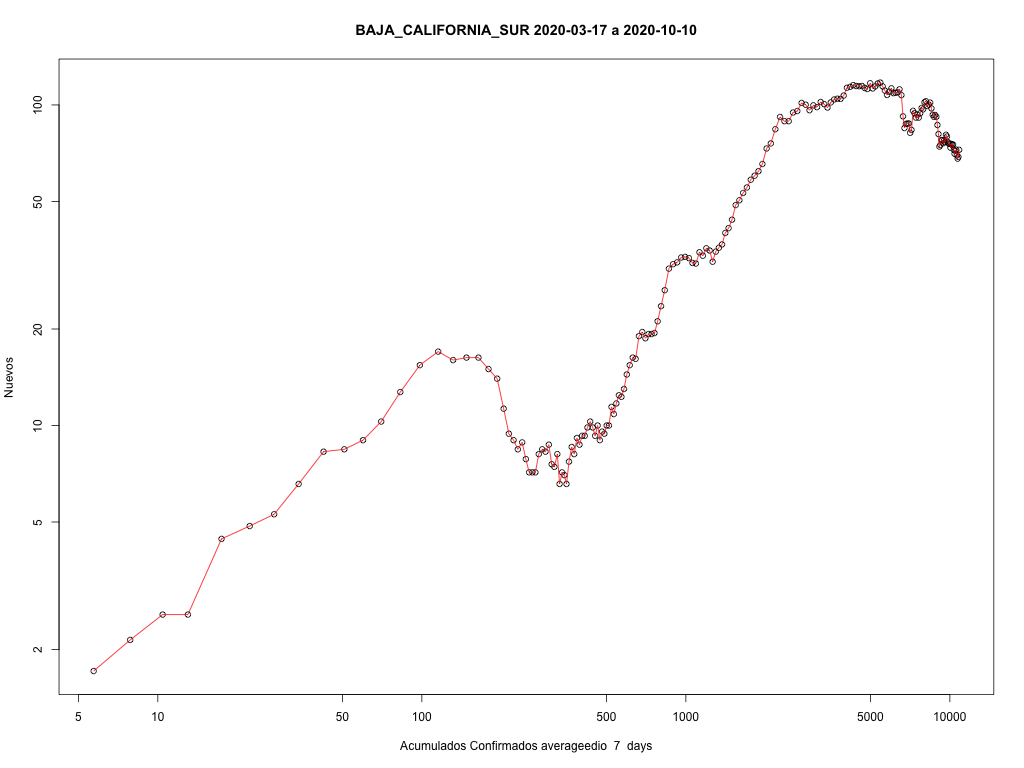 BAJA_CALIFORNIA_SUR 2020-03-17 a 2020-10-10
100
50
20
10
5
2
Nuevos
5 10 50 100 500 1000 5000 10000
Acumulados Confirmados averageedio 7 days